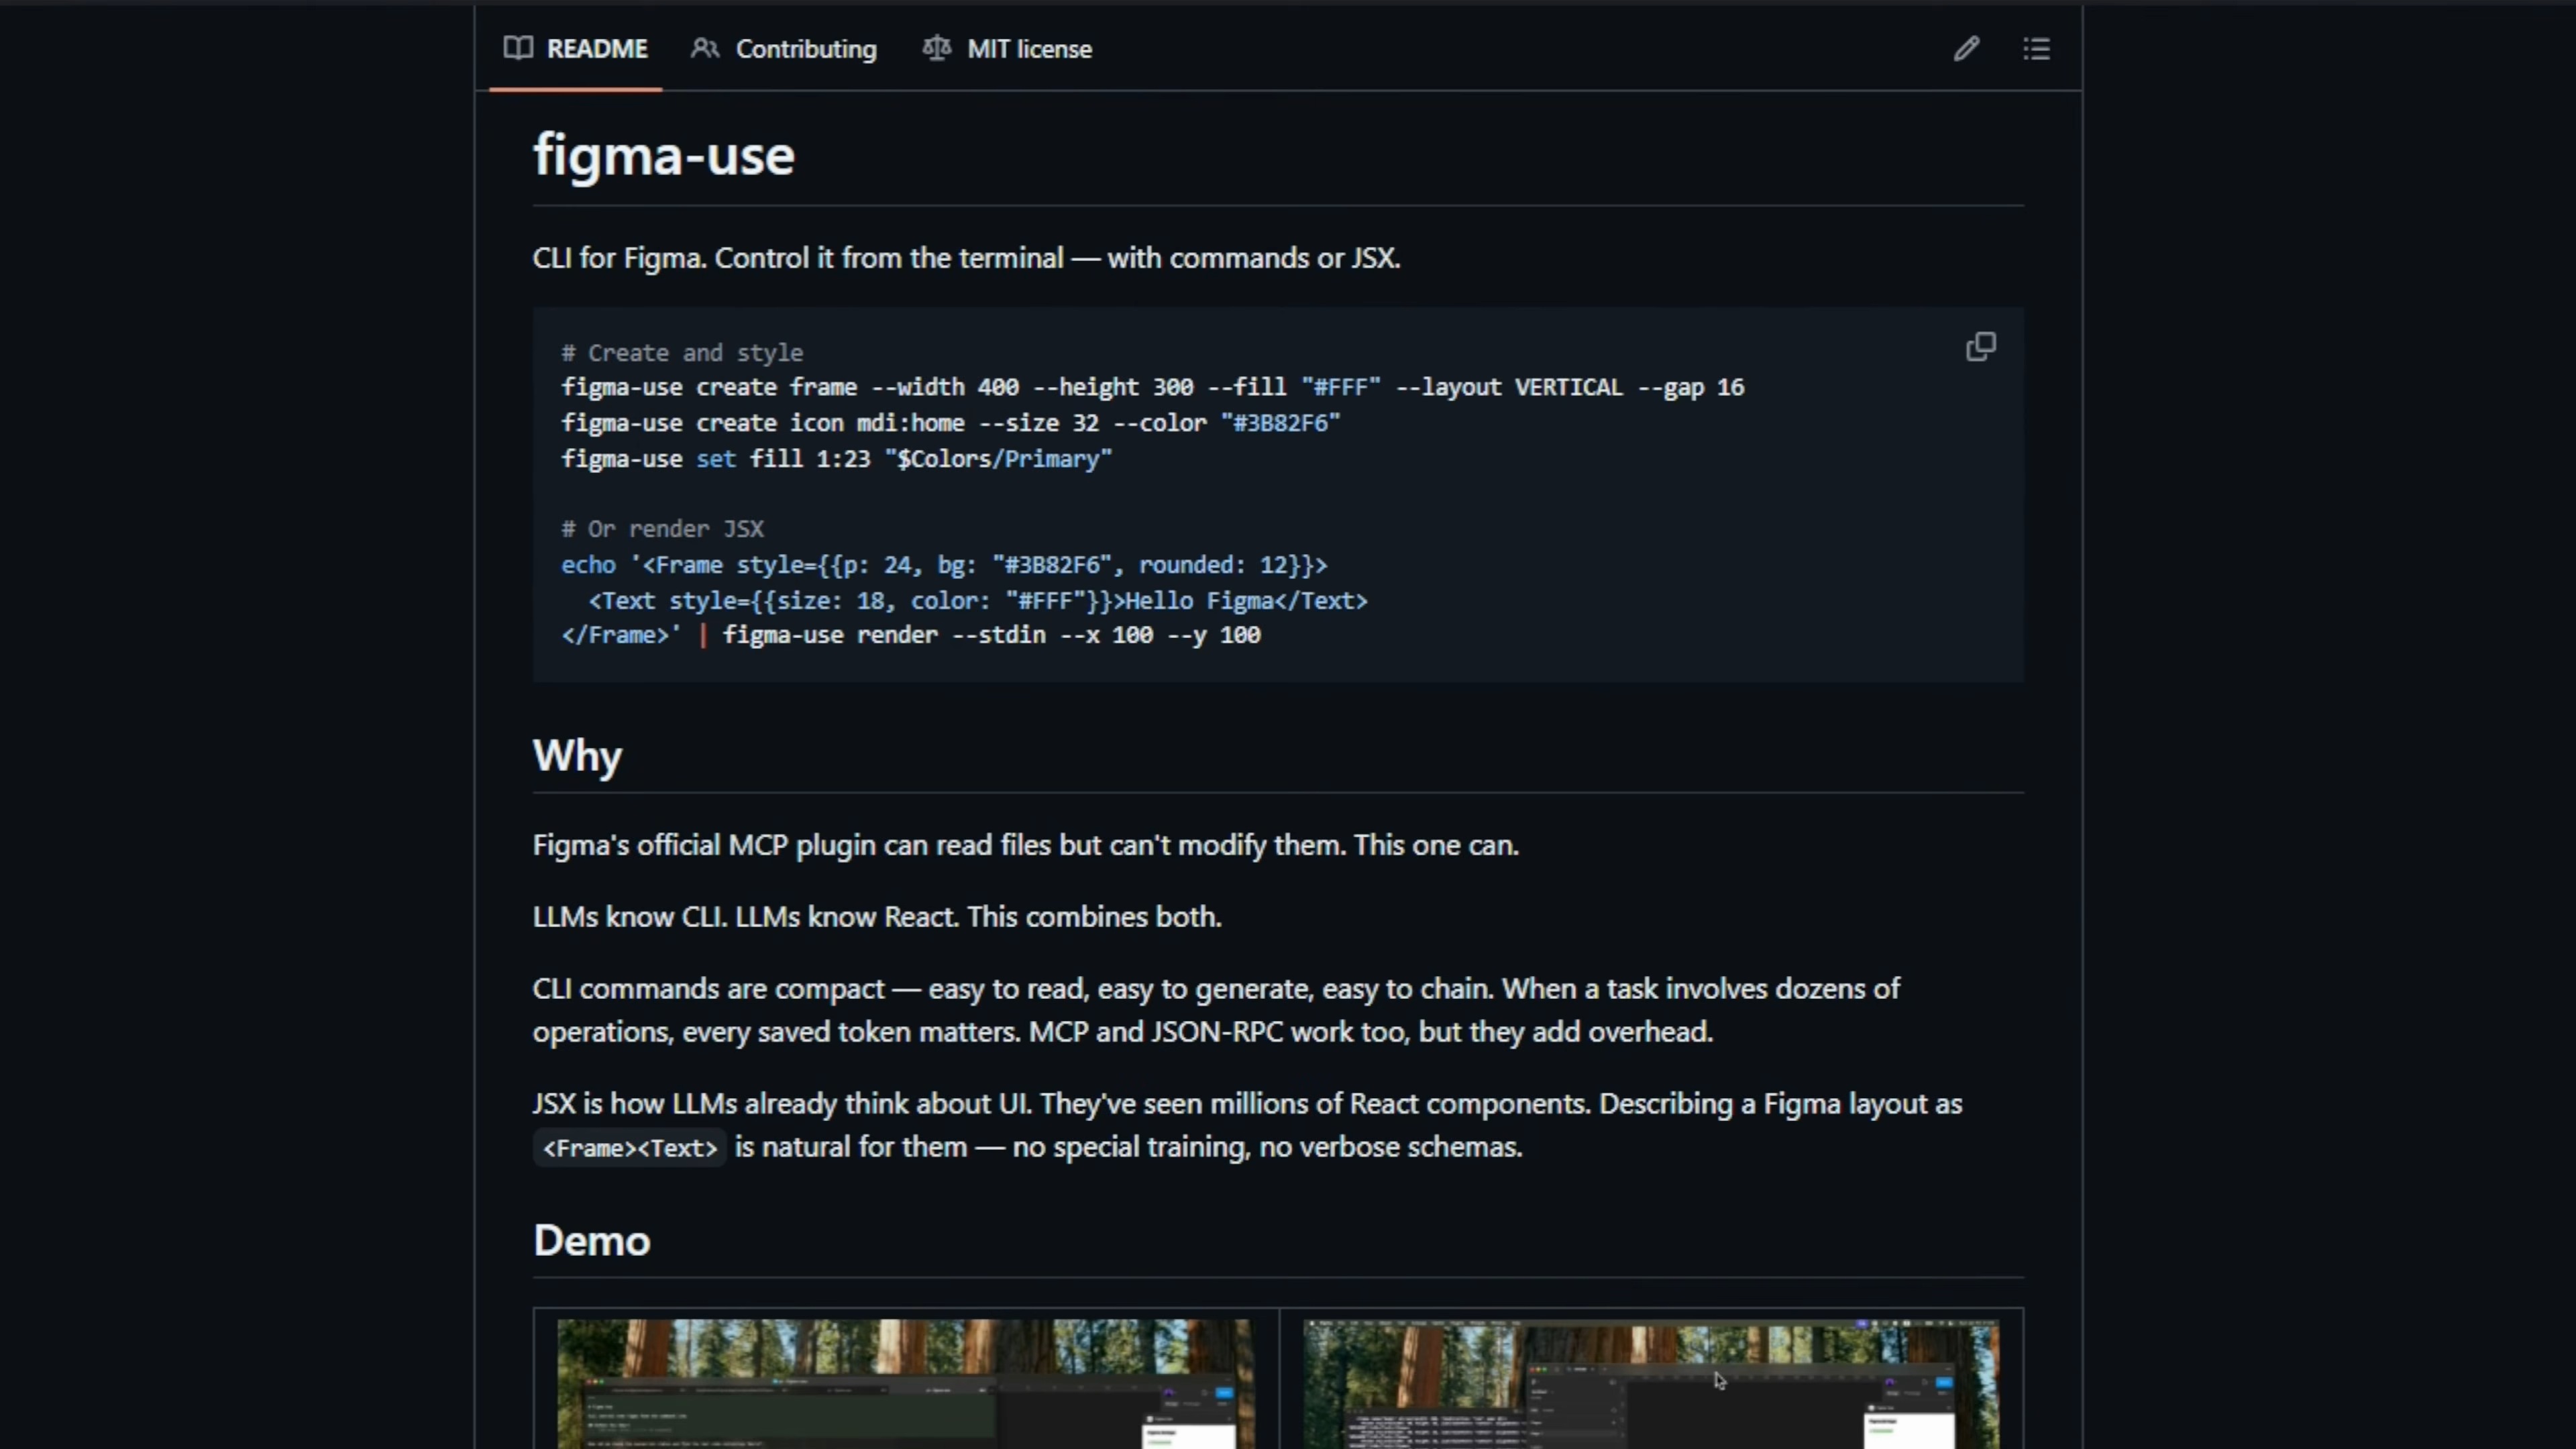 README Contributing MIT license
figma-use
CLI for Figma. Control it from the terminal — with commands or JSX.
# Create and style
figma-use create frame --width 400 --height 300 --fill "#FFF" --layout VERTICAL --gap 16
figma-use create icon mdi:home --size 32 --color "#3B82F6"
figma-use set fill 1:23 "$Colors/Primary"
# Or render JSX
echo '<Frame style={{p: 24, bg: "#3B82F6", rounded: 12}}>
  <Text style={{size: 18, color: "#FFF"}}>Hello Figma</Text>
</Frame>' | figma-use render --stdin --x 100 --y 100
Why
Figma's official MCP plugin can read files but can't modify them. This one can.
LLMs know CLI. LLMs know React. This combines both.
CLI commands are compact — easy to read, easy to generate, easy to chain. When a task involves dozens of
operations, every saved token matters. MCP and JSON-RPC work too, but they add overhead.
JSX is how LLMs already think about UI. They've seen millions of React components. Describing a Figma layout as
<Frame><Text> is natural for them — no special training, no verbose schemas.
Demo